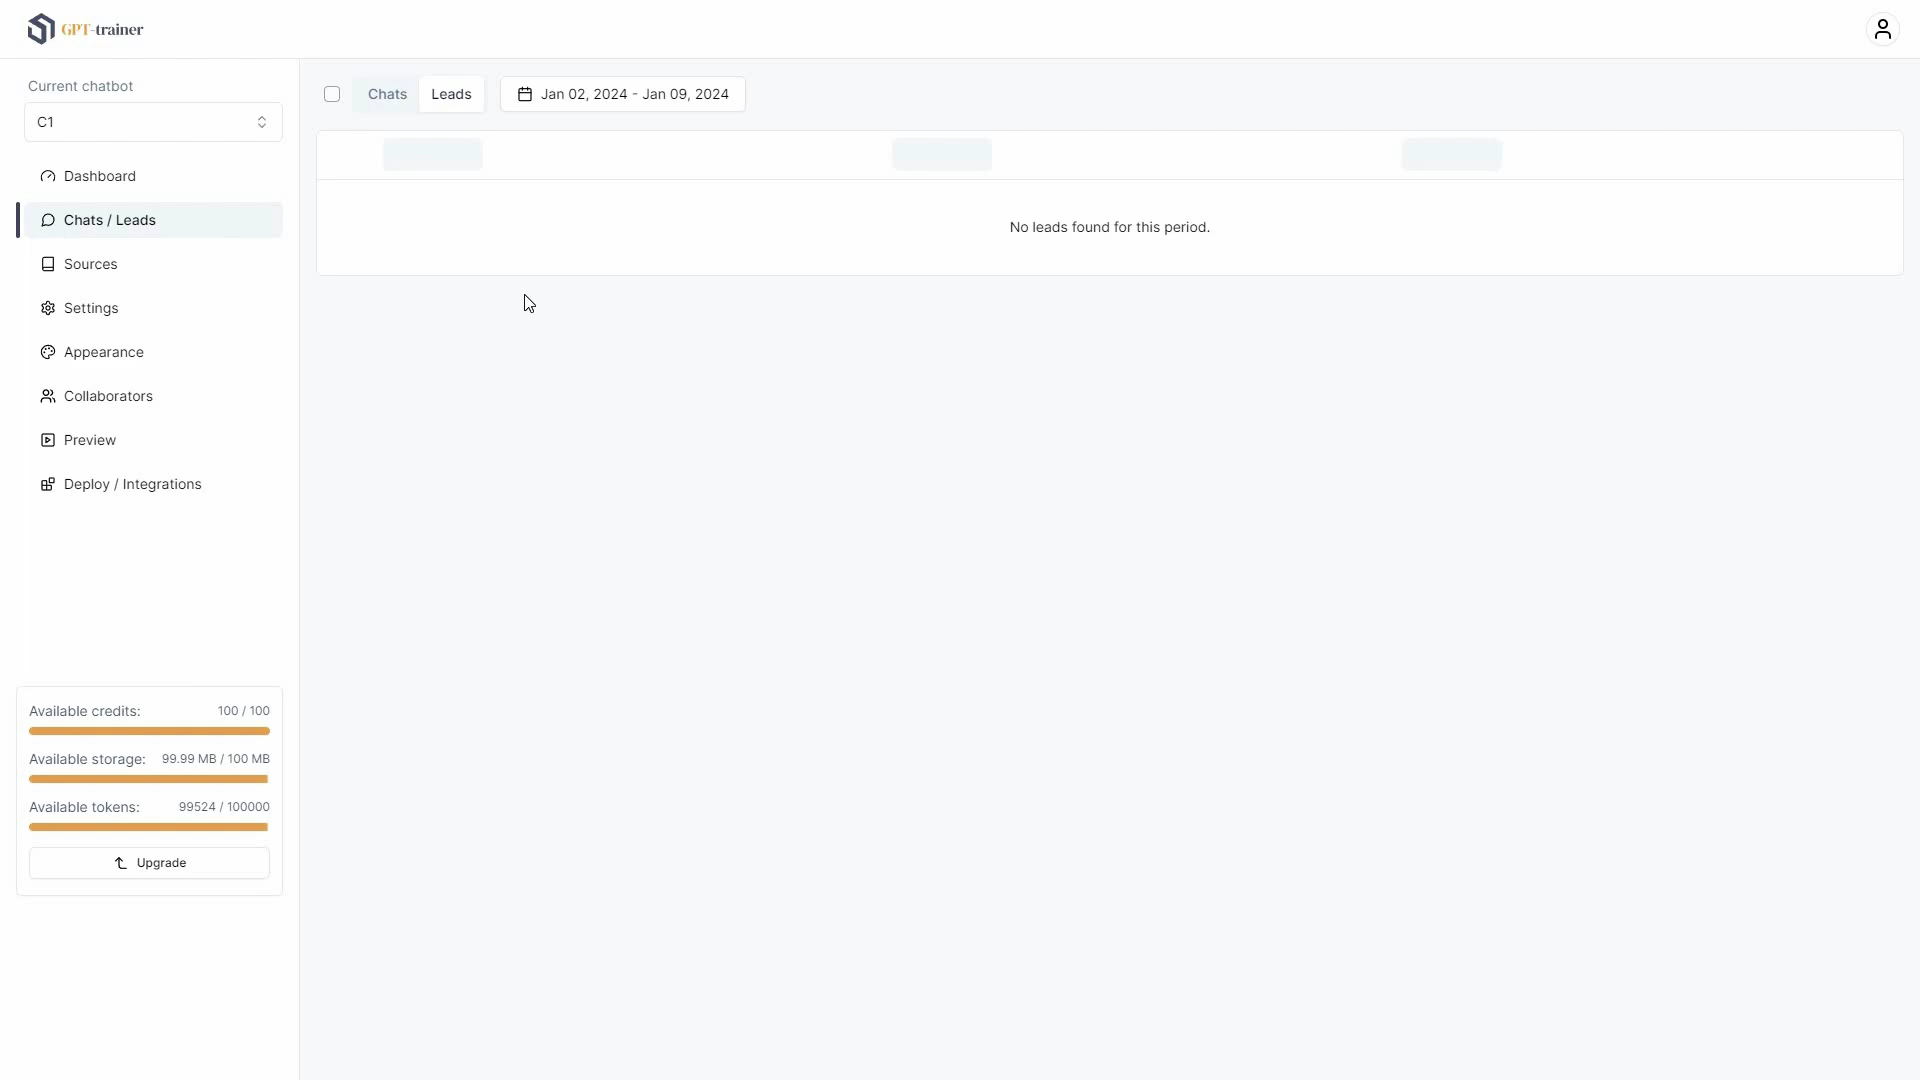 GPT-trainer
Current chatbot
C1
Dashboard
Chats / Leads
Sources
Settings
Appearance
Collaborators
Preview
Deploy / Integrations
Available credits: 100 / 100
Available storage: 99.99 MB / 100 MB
Available tokens: 99524 / 100000
Upgrade
Chats Leads Jan 02, 2024 - Jan 09, 2024
No leads found for this period.